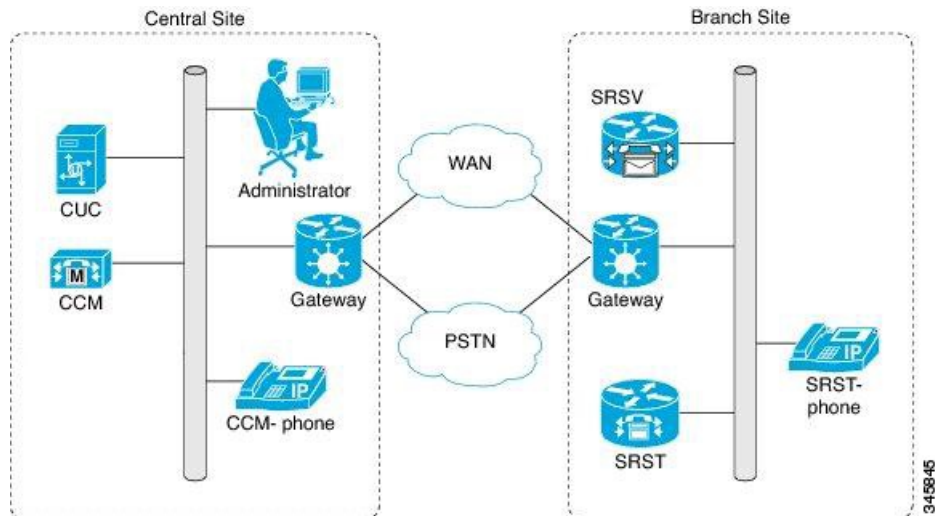 Central Site
Branch Site
SRSV
WAN
Administrator
CUC
M
CCM
Gateway
Gateway
PSTN
IP
CCM- phone
IP
SRST-
phone
SRST
345845